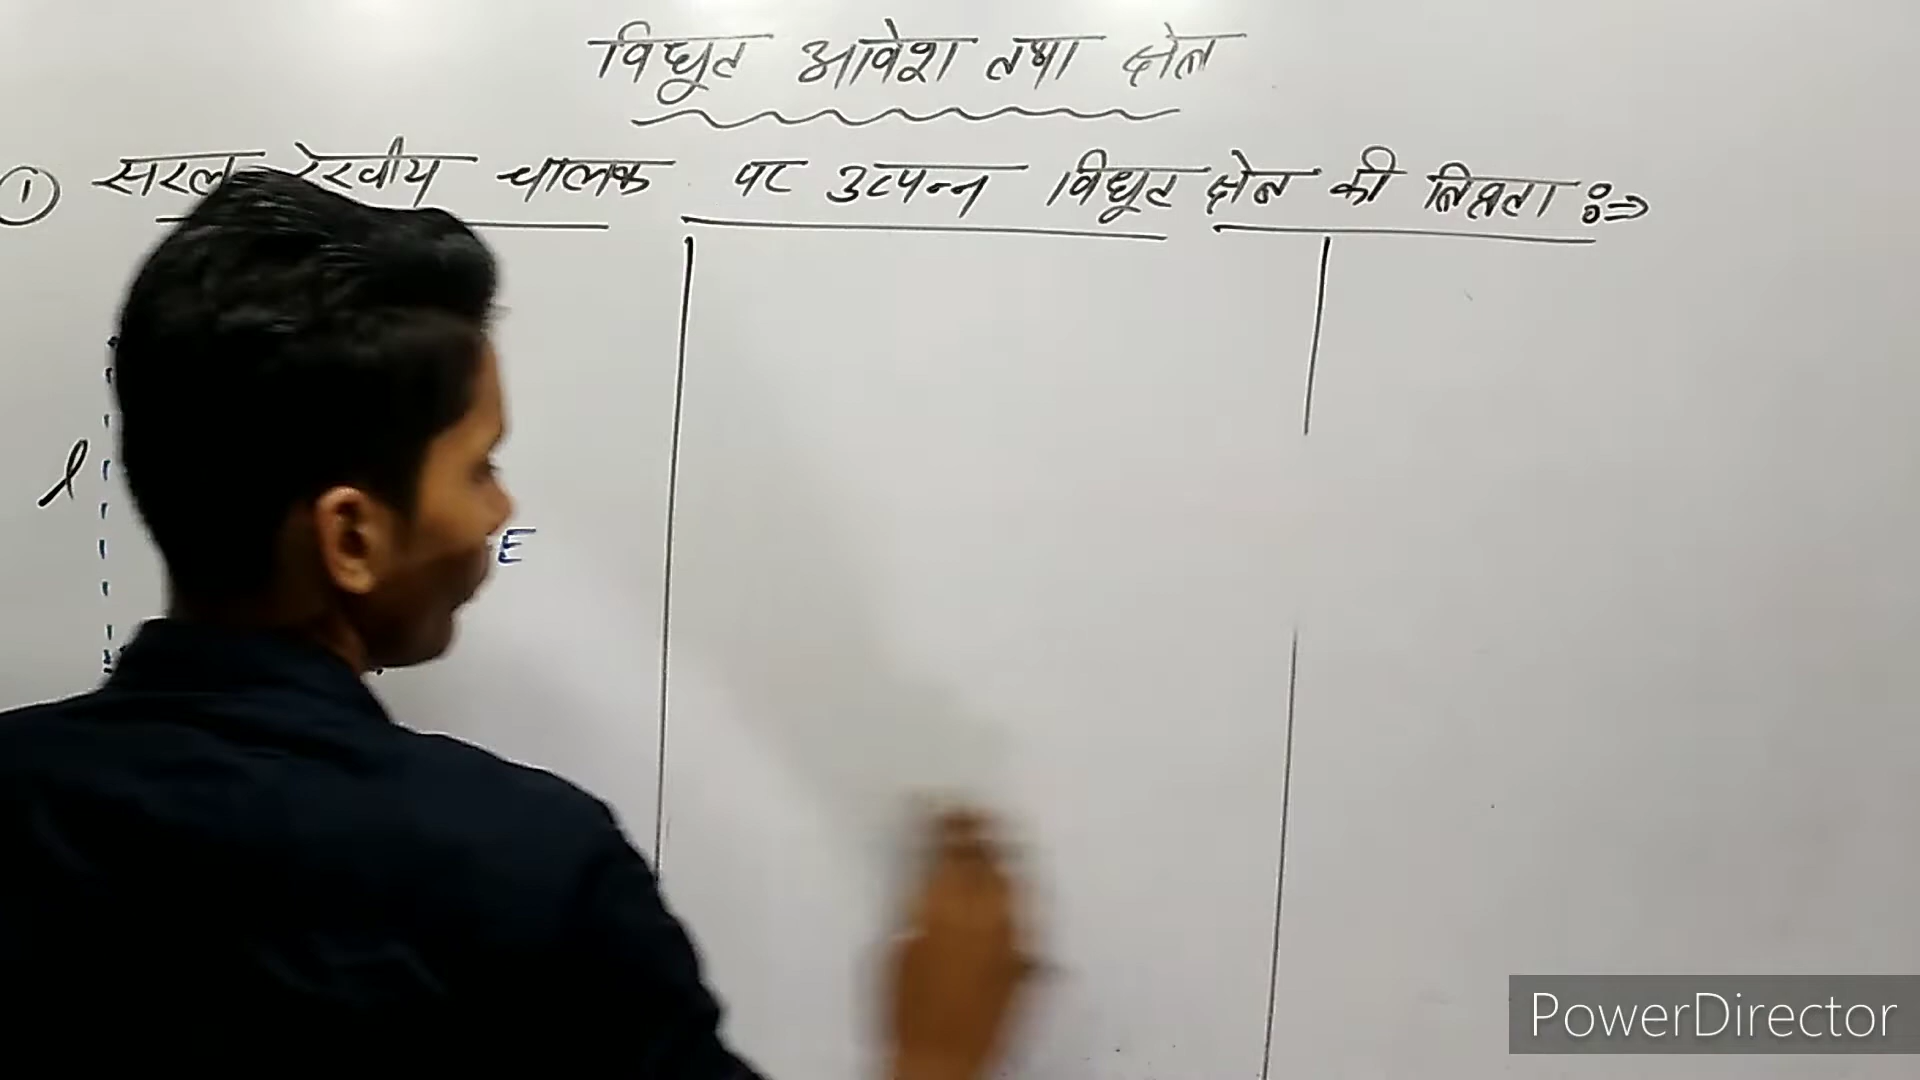 विधुत आवेश तथा क्षेत्र
① सरल रेखीय चालक पर उत्पन्न विधुत क्षेत्र की तिव्रता :⇒
l
E
PowerDirector